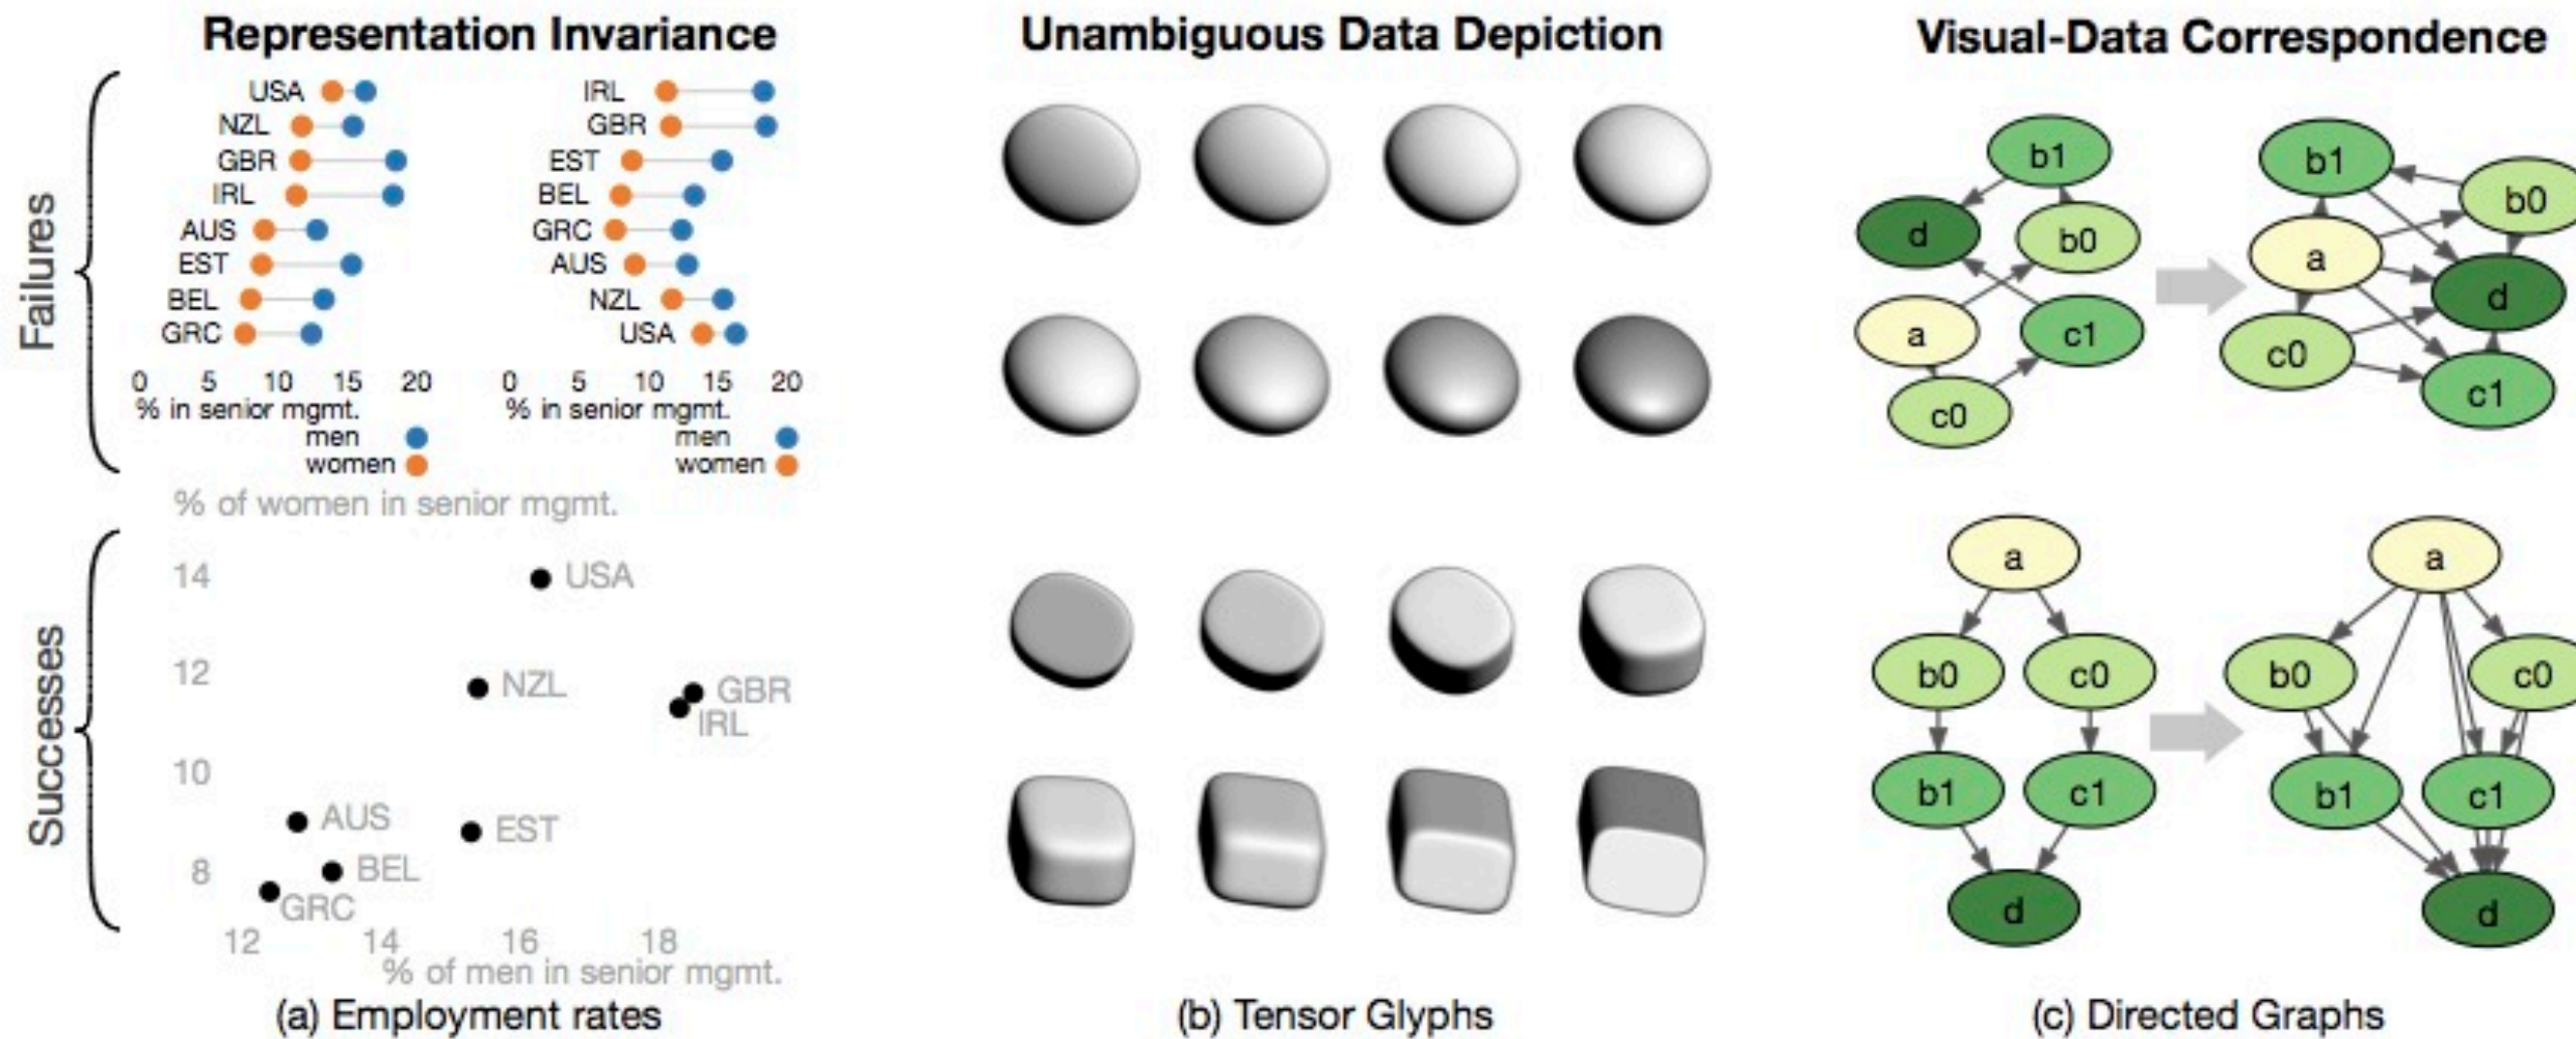 Representation Invariance
Unambiguous Data Depiction
Visual-Data Correspondence
Failures
USA
NZL
GBR
IRL
AUS
EST
BEL
GRC
0 5 10 15 20
% in senior mgmt.
men
women
IRL
GBR
EST
BEL
GRC
AUS
NZL
USA
0 5 10 15 20
% in senior mgmt.
men
women
b1
d
b0
a
c1
c0
b1
b0
a
d
c0
c1
Successes
% of women in senior mgmt.
14
USA
12
NZL
GBR
IRL
10
AUS
EST
8
BEL
GRC
12 14 16 18
% of men in senior mgmt.
a
b0 c0
b1 c1
d
a
b0 c0
b1 c1
d
(a) Employment rates
(b) Tensor Glyphs
(c) Directed Graphs